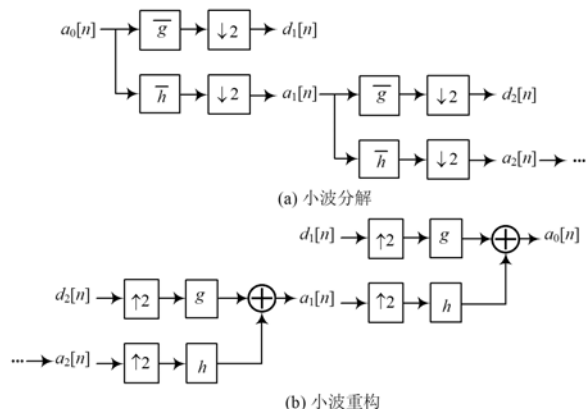 a₀[n] g̅ ↓2 d₁[n]
h̅ ↓2 a₁[n] g̅ ↓2 d₂[n]
h̅ ↓2 a₂[n] ...
(a) 小波分解
d₁[n] ↑2 g a₀[n]
d₂[n] ↑2 g a₁[n] ↑2 h
... a₂[n] ↑2 h
(b) 小波重构